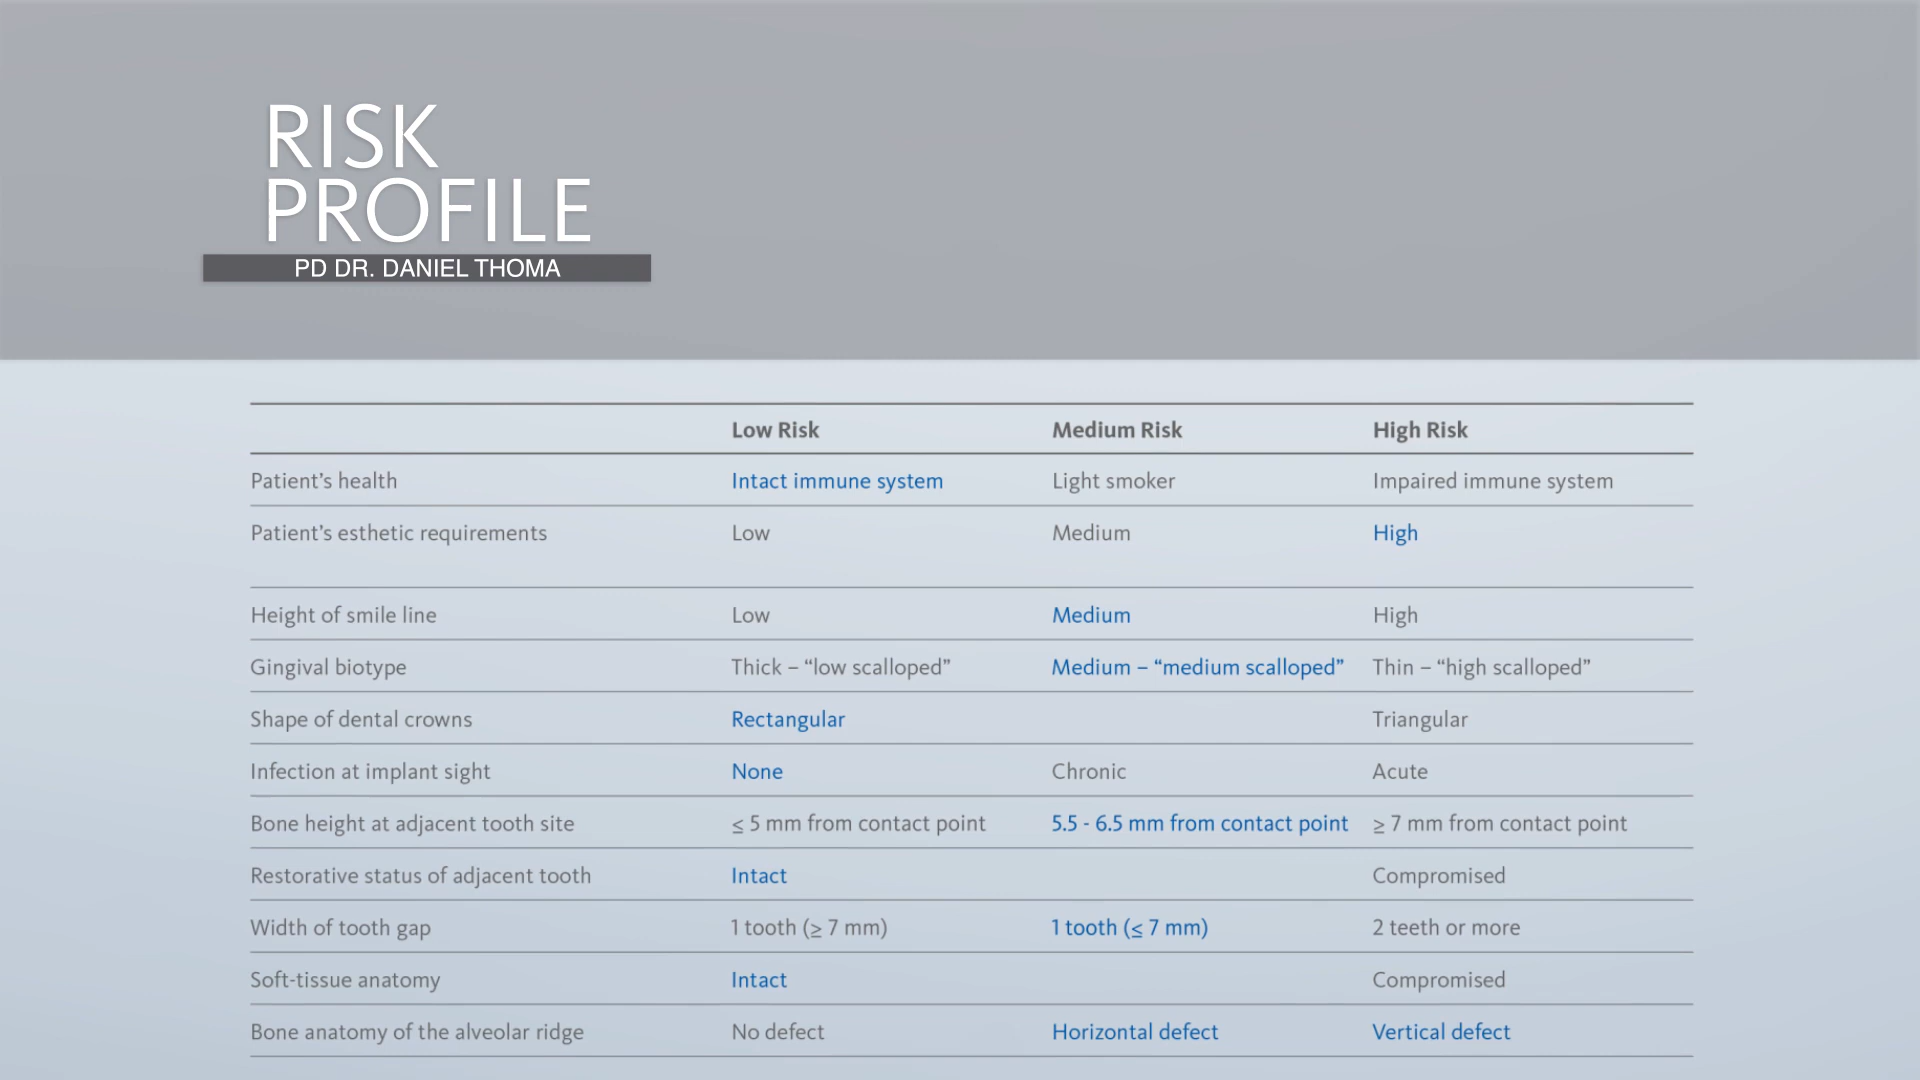 RISK
PROFILE
PD DR. DANIEL THOMA
Low Risk Medium Risk High Risk
Patient’s health Intact immune system Light smoker Impaired immune system
Patient’s esthetic requirements Low Medium High
Height of smile line Low Medium High
Gingival biotype Thick – “low scalloped” Medium – “medium scalloped” Thin – “high scalloped”
Shape of dental crowns Rectangular Triangular
Infection at implant sight None Chronic Acute
Bone height at adjacent tooth site ≤ 5 mm from contact point 5.5 - 6.5 mm from contact point ≥ 7 mm from contact point
Restorative status of adjacent tooth Intact Compromised
Width of tooth gap 1 tooth (≥ 7 mm) 1 tooth (≤ 7 mm) 2 teeth or more
Soft-tissue anatomy Intact Compromised
Bone anatomy of the alveolar ridge No defect Horizontal defect Vertical defect